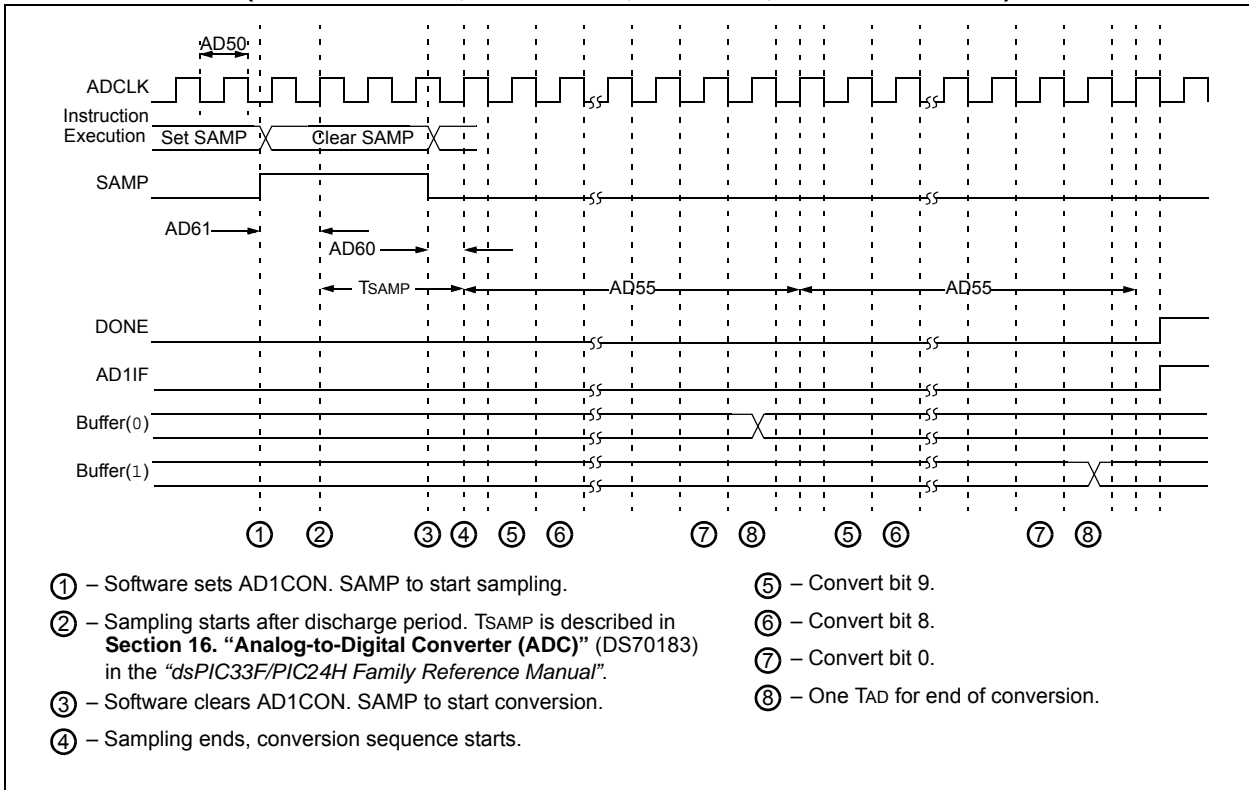 AD50
ADCLK
Instruction
Execution
Set SAMP
Clear SAMP
SAMP
AD61
AD60
TSAMP
AD55
AD55
DONE
AD1IF
Buffer(0)
Buffer(1)
1 2 3 4 5 6 7 8 5 6 7 8
1 – Software sets AD1CON. SAMP to start sampling.
2 – Sampling starts after discharge period. TSAMP is described in
Section 16. “Analog-to-Digital Converter (ADC)” (DS70183)
in the “dsPIC33F/PIC24H Family Reference Manual”.
3 – Software clears AD1CON. SAMP to start conversion.
4 – Sampling ends, conversion sequence starts.
5 – Convert bit 9.
6 – Convert bit 8.
7 – Convert bit 0.
8 – One TAD for end of conversion.